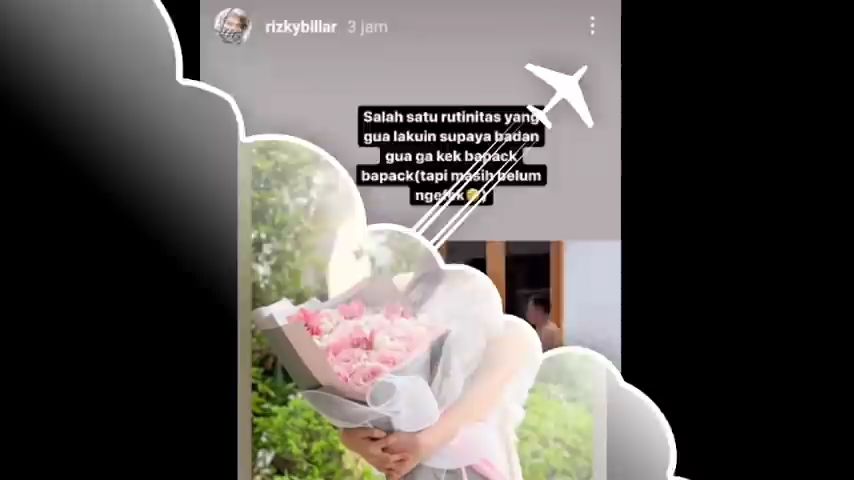 rizkybillar 3 jam
Salah satu rutinitas yang
gua lakuin supaya badan
gua ga kek bapack
bapack(tapi masih belum
ngefek🤣)